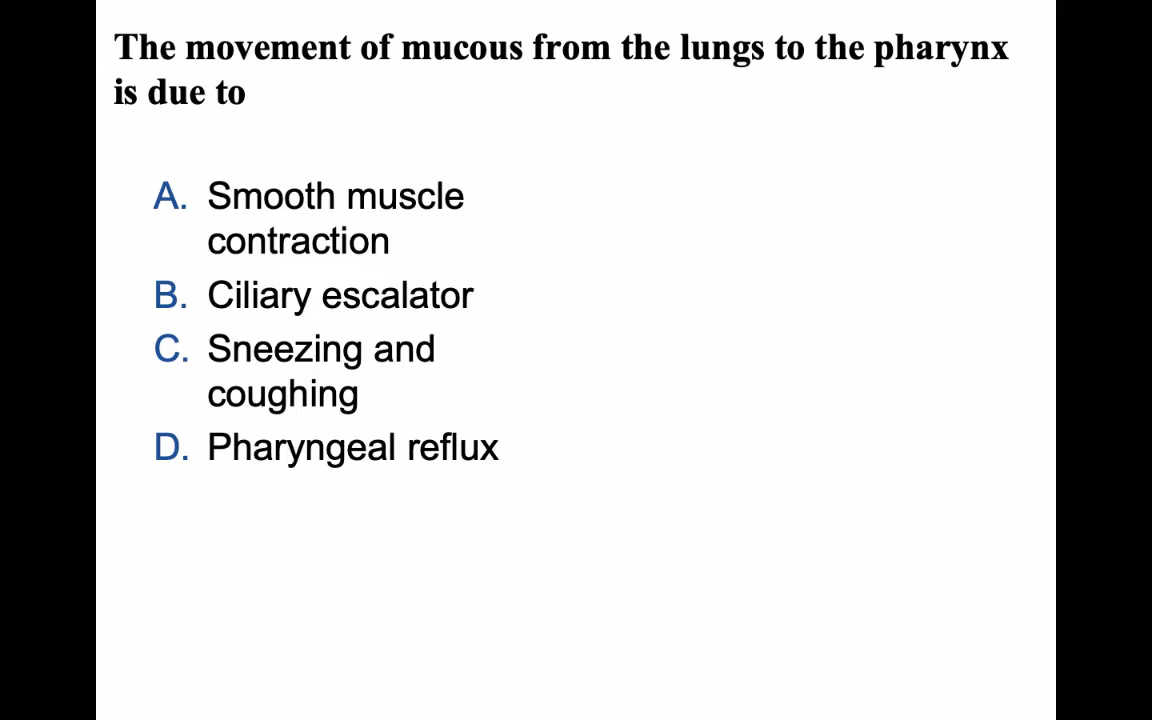 The movement of mucous from the lungs to the pharynx
is due to
A. Smooth muscle
contraction
B. Ciliary escalator
C. Sneezing and
coughing
D. Pharyngeal reflux